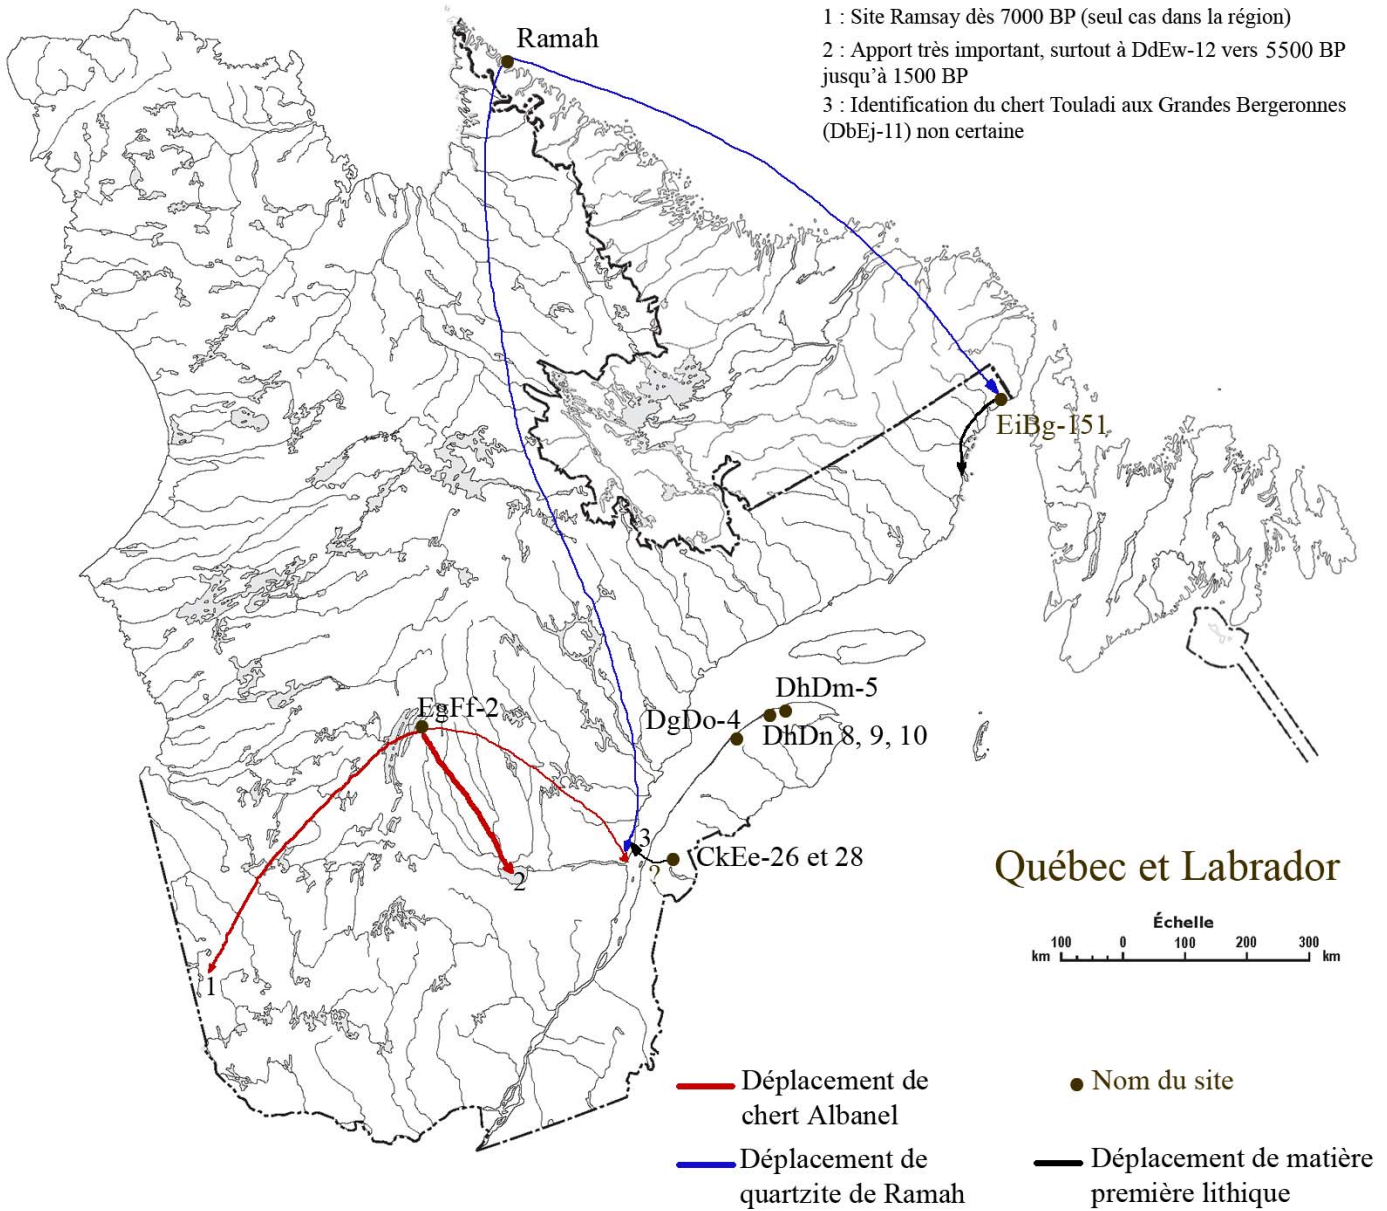 1 : Site Ramsay dès 7000 BP (seul cas dans la région)
2 : Apport très important, surtout à DdEw-12 vers 5500 BP
jusqu'à 1500 BP
3 : Identification du chert Touladi aux Grandes Bergeronnes
(DbEj-11) non certaine
Ramah
EiBg-151
DhDm-5
EgFf-2
DgDo-4
DhDn 8, 9, 10
3
CkEe-26 et 28
?
2
1
Québec et Labrador
Échelle
100 0 100 200 300
km km
Déplacement de
chert Albanel
Nom du site
Déplacement de
quartzite de Ramah
Déplacement de matière
première lithique